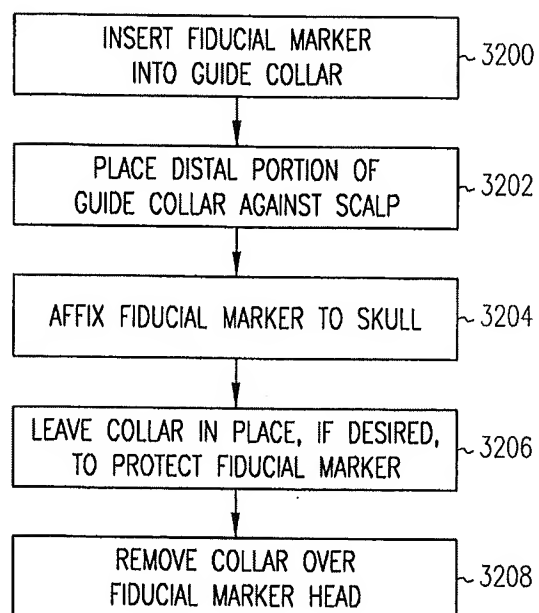 INSERT FIDUCIAL MARKER
INTO GUIDE COLLAR
3200
PLACE DISTAL PORTION OF
GUIDE COLLAR AGAINST SCALP
3202
AFFIX FIDUCIAL MARKER TO SKULL
3204
LEAVE COLLAR IN PLACE, IF DESIRED,
TO PROTECT FIDUCIAL MARKER
3206
REMOVE COLLAR OVER
FIDUCIAL MARKER HEAD
3208